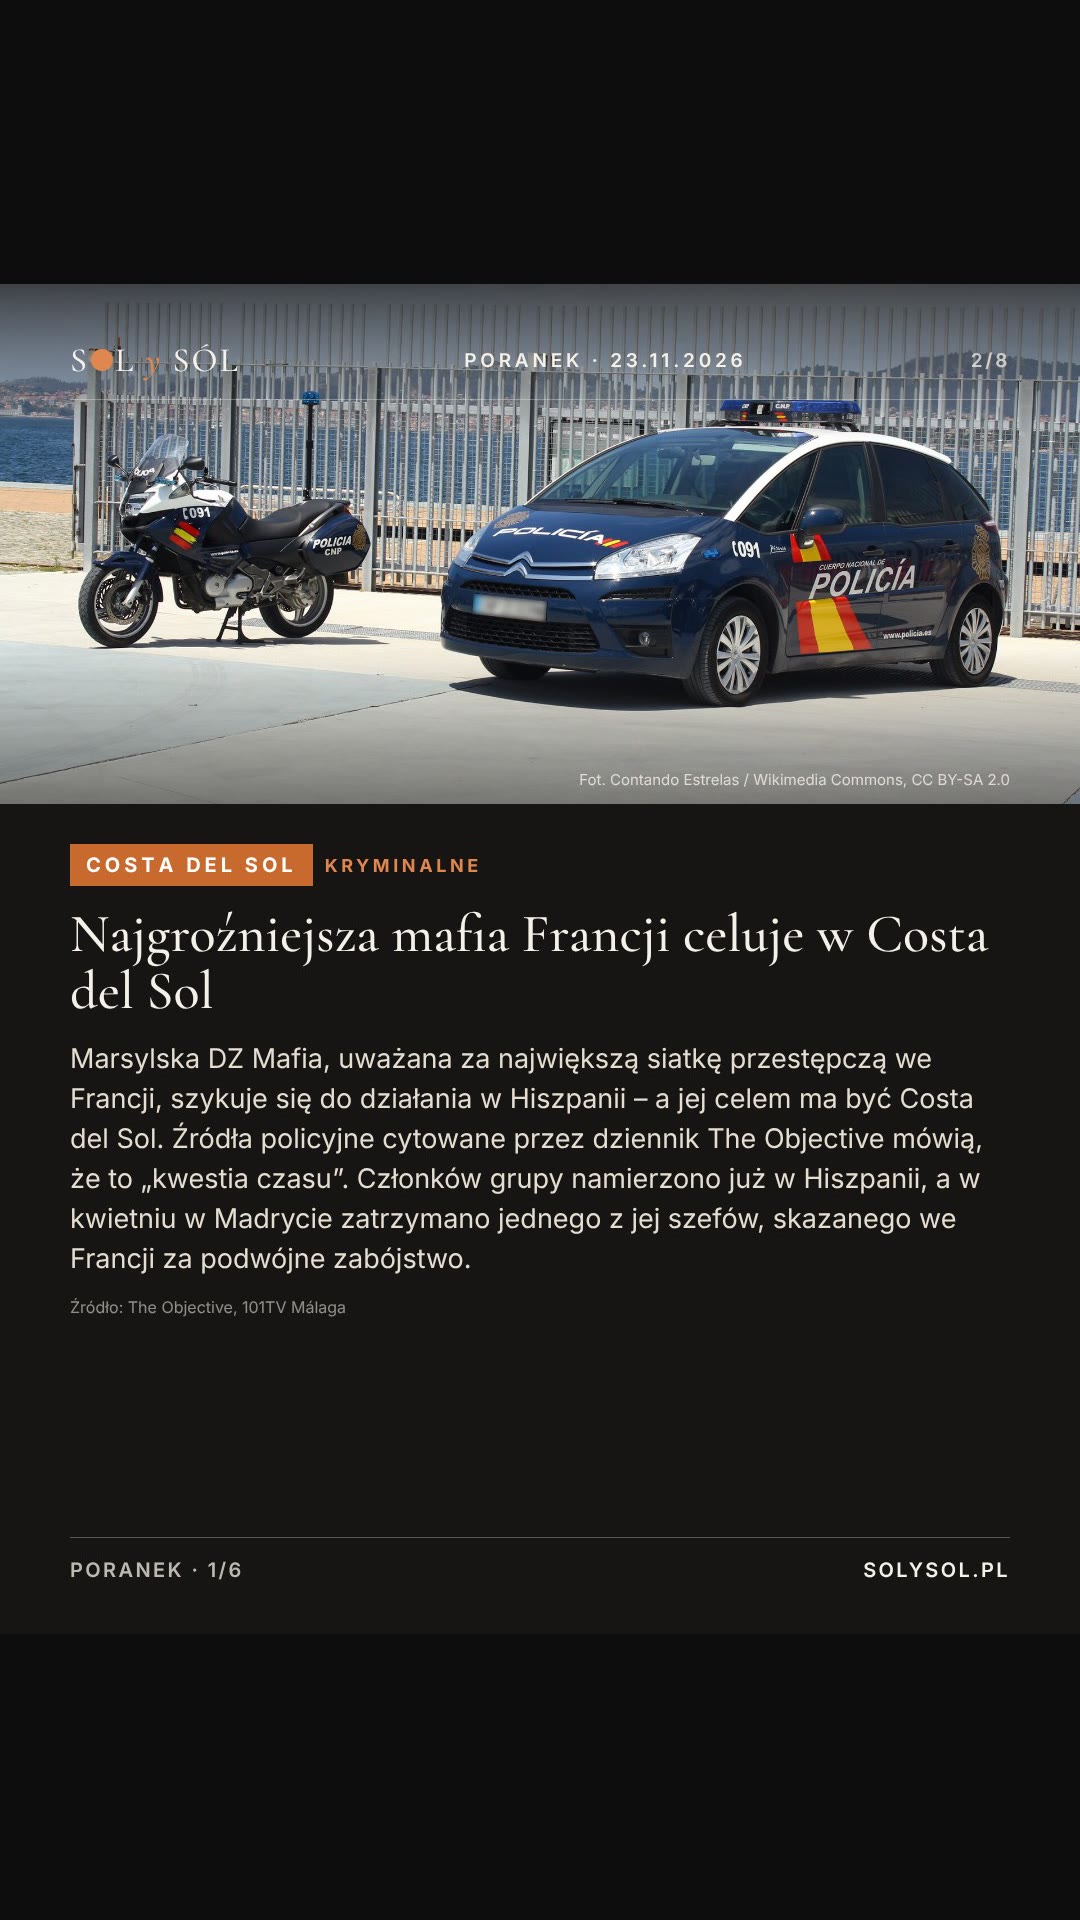 SOL y SÓL
PORANEK · 23.11.2026
2/8
091
POLICIA
CNP
C.N.P.
POLICÍA
091
CUERPO NACIONAL DE
POLICÍA
www.policia.es
Fot. Contando Estrelas / Wikimedia Commons, CC BY-SA 2.0
COSTA DEL SOL
KRYMINALNE
Najgroźniejsza mafia Francji celuje w Costa
del Sol
Marsylska DZ Mafia, uważana za największą siatkę przestępczą we
Francji, szykuje się do działania w Hiszpanii – a jej celem ma być Costa
del Sol. Źródła policyjne cytowane przez dziennik The Objective mówią,
że to „kwestia czasu”. Członków grupy namierzono już w Hiszpanii, a w
kwietniu w Madrycie zatrzymano jednego z jej szefów, skazanego we
Francji za podwójne zabójstwo.
Źródło: The Objective, 101TV Málaga
PORANEK · 1/6
SOLYSOL.PL